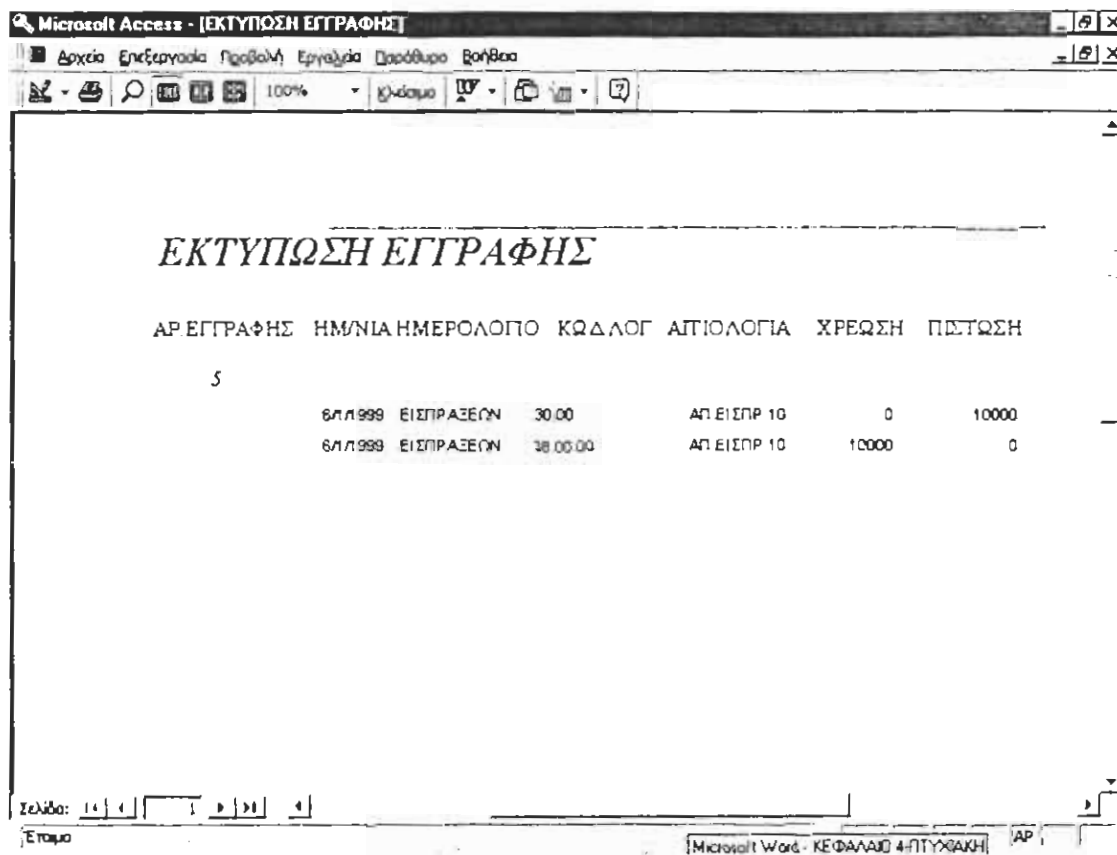 Microsoft Access - [ΕΚΤΥΠΩΣΗ ΕΓΓΡΑΦΗΣ]
Αρχείο Επεξεργασία Προβολή Εργαλεία Παράθυρο Βοήθεια
100% Κλείσιμο
ΕΚΤΥΠΩΣΗ ΕΓΓΡΑΦΗΣ
ΑΡ ΕΓΓΡΑΦΗΣ ΗΜ/ΝΙΑ ΗΜΕΡΟΛΟΓΙΟ ΚΩΔ ΛΟΓ ΑΙΤΙΟΛΟΓΙΑ ΧΡΕΩΣΗ ΠΙΣΤΩΣΗ
5
6/1/1999 ΕΙΣΠΡΑΞΕΩΝ 30.00 ΑΠ.ΕΙΣΠΡ 10 0 10000
6/1/1999 ΕΙΣΠΡΑΞΕΩΝ 38.00.00 ΑΠ.ΕΙΣΠΡ 10 10000 0
Σελίδα: 1
Έτοιμο
Microsoft Word - ΚΕΦΑΛΑΙΟ 4-ΠΤΥΧΙΑΚΗ ΑΡ